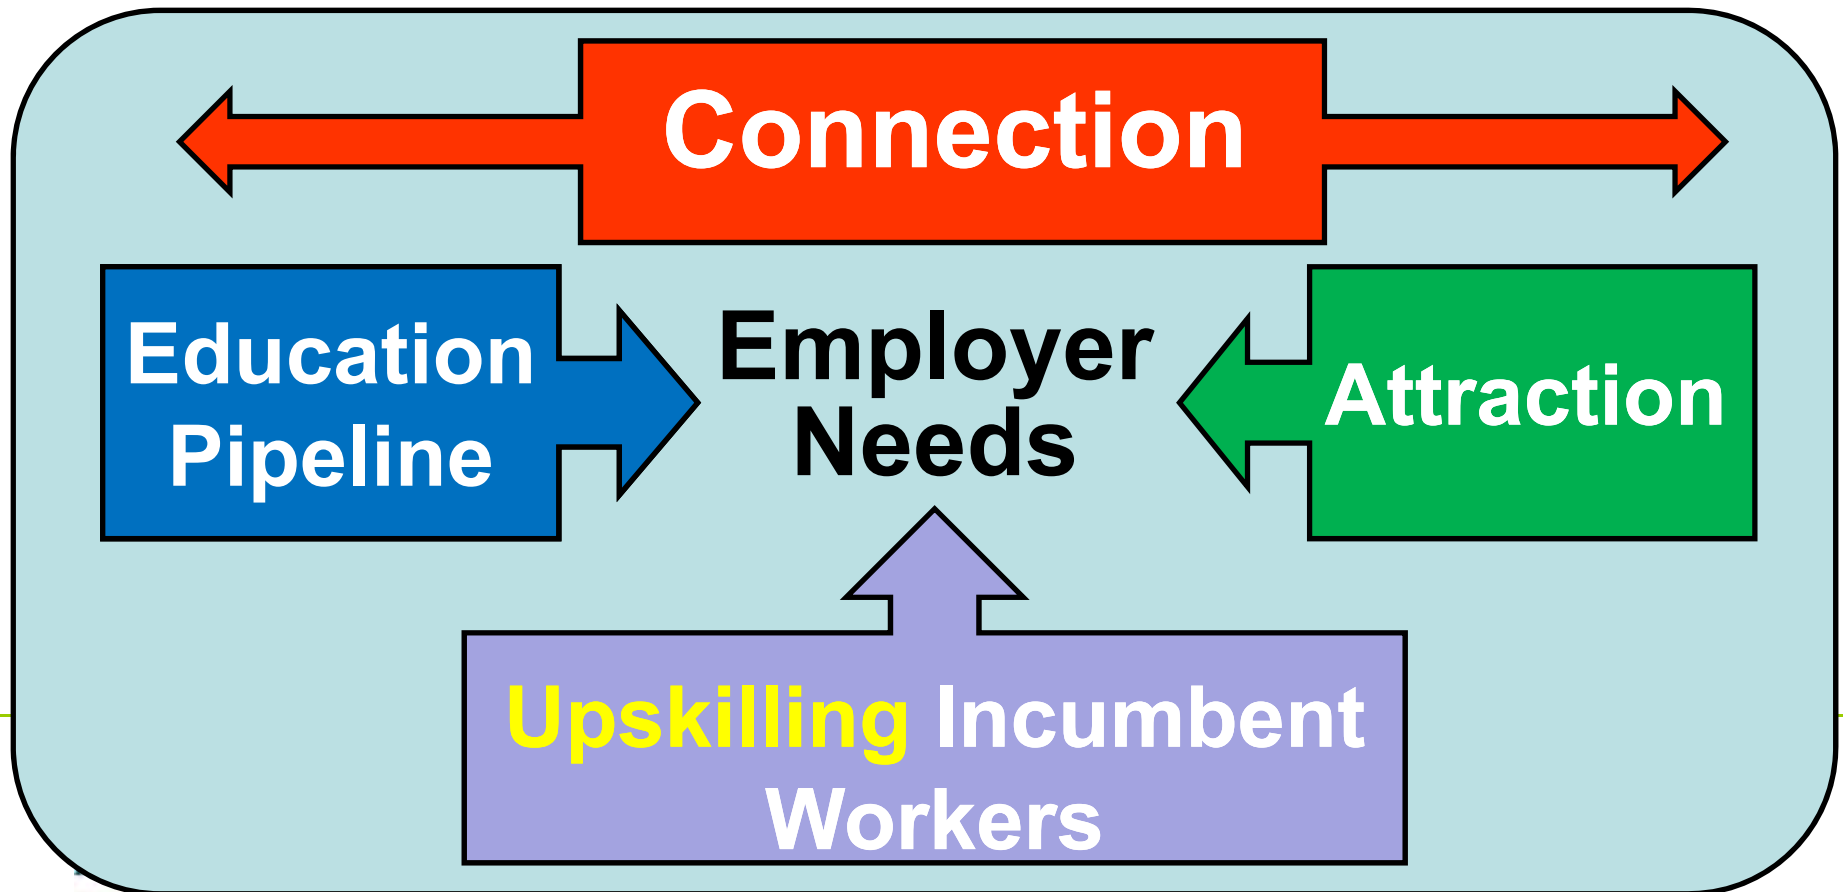 Connection
Education
Pipeline
Employer
Needs
Attraction
Upskilling Incumbent
Workers